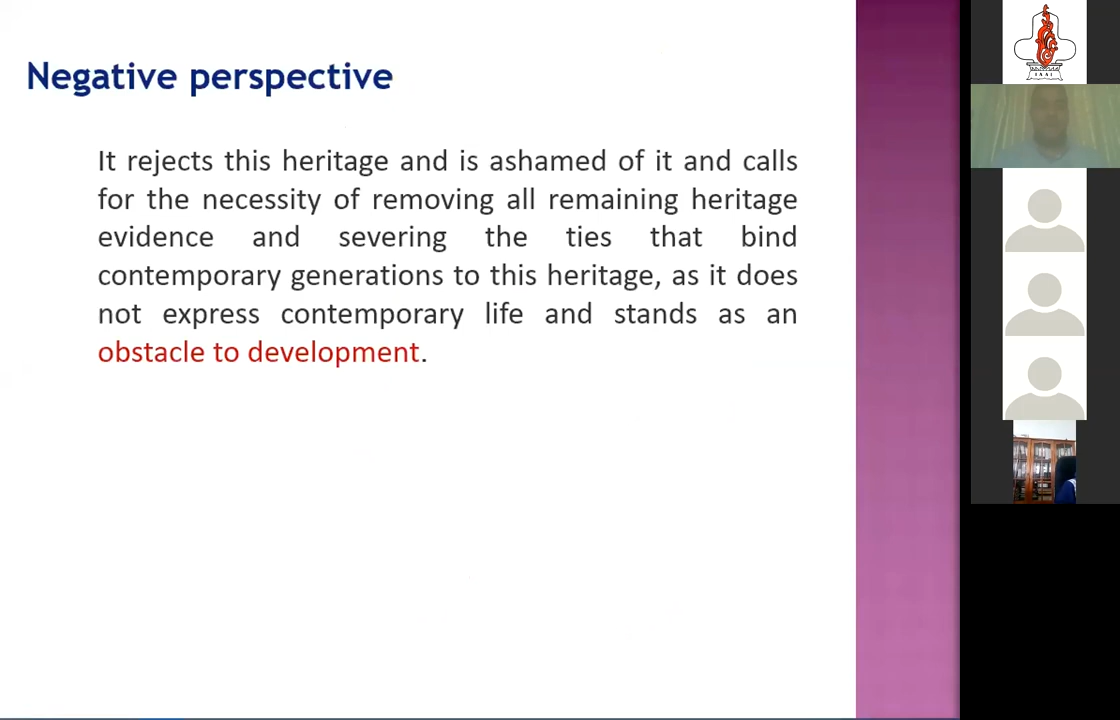 Negative perspective
It rejects this heritage and is ashamed of it and calls
for the necessity of removing all remaining heritage
evidence and severing the ties that bind
contemporary generations to this heritage, as it does
not express contemporary life and stands as an
obstacle to development.